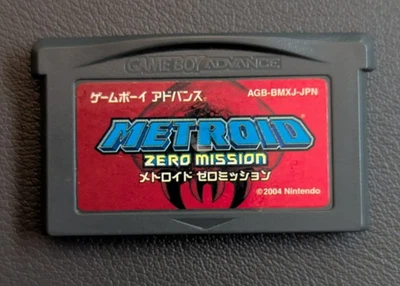 GAME BOY ADVANCE
ゲームボーイ アドバンス
AGB-BMXJ-JPN
METROID
ZERO MISSION
メトロイド ゼロミッション
©2004 Nintendo